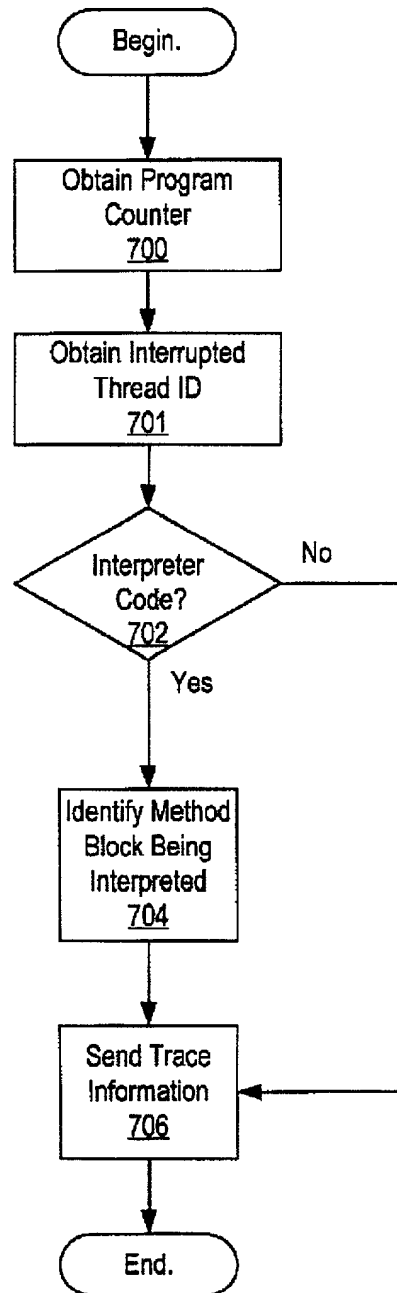 Begin.
Obtain Program
Counter
700
Obtain Interrupted
Thread ID
701
Interpreter
Code?
702
No
Yes
Identify Method
Block Being
Interpreted
704
Send Trace
Information
706
End.